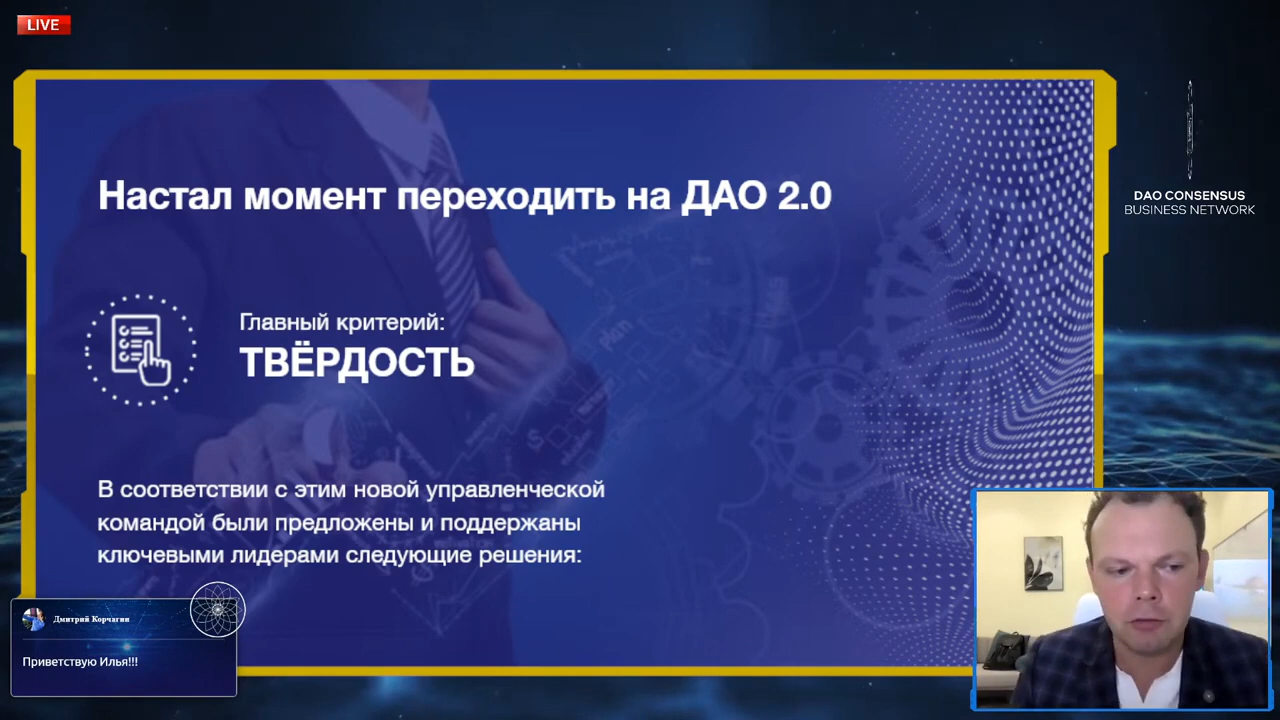 LIVE
Настал момент переходить на ДАО 2.0
DAO CONSENSUS
BUSINESS NETWORK
Главный критерий:
ТВЁРДОСТЬ
Plan
В соответствии с этим новой управленческой
командой были предложены и поддержаны
ключевыми лидерами следующие решения:
Дмитрий Корчагин
Приветствую Илья!!!